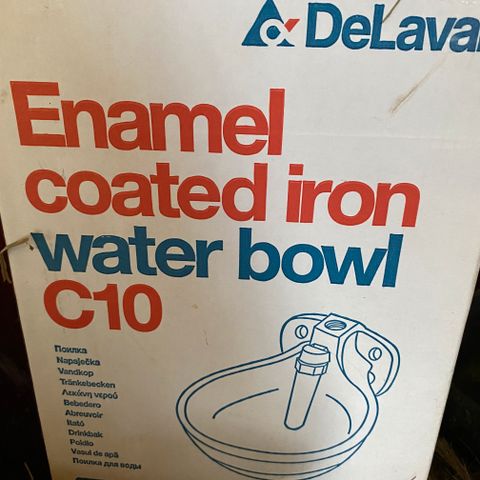 DeLaval
Enamel
coated iron
water bowl
C10
Поилка
Napaječka
Vandkop
Tränkebecken
Λεκάνη νερού
Bebedero
Abreuvoir
Itató
Drinkbak
Poidło
Vasul de apă
Поилка для воды